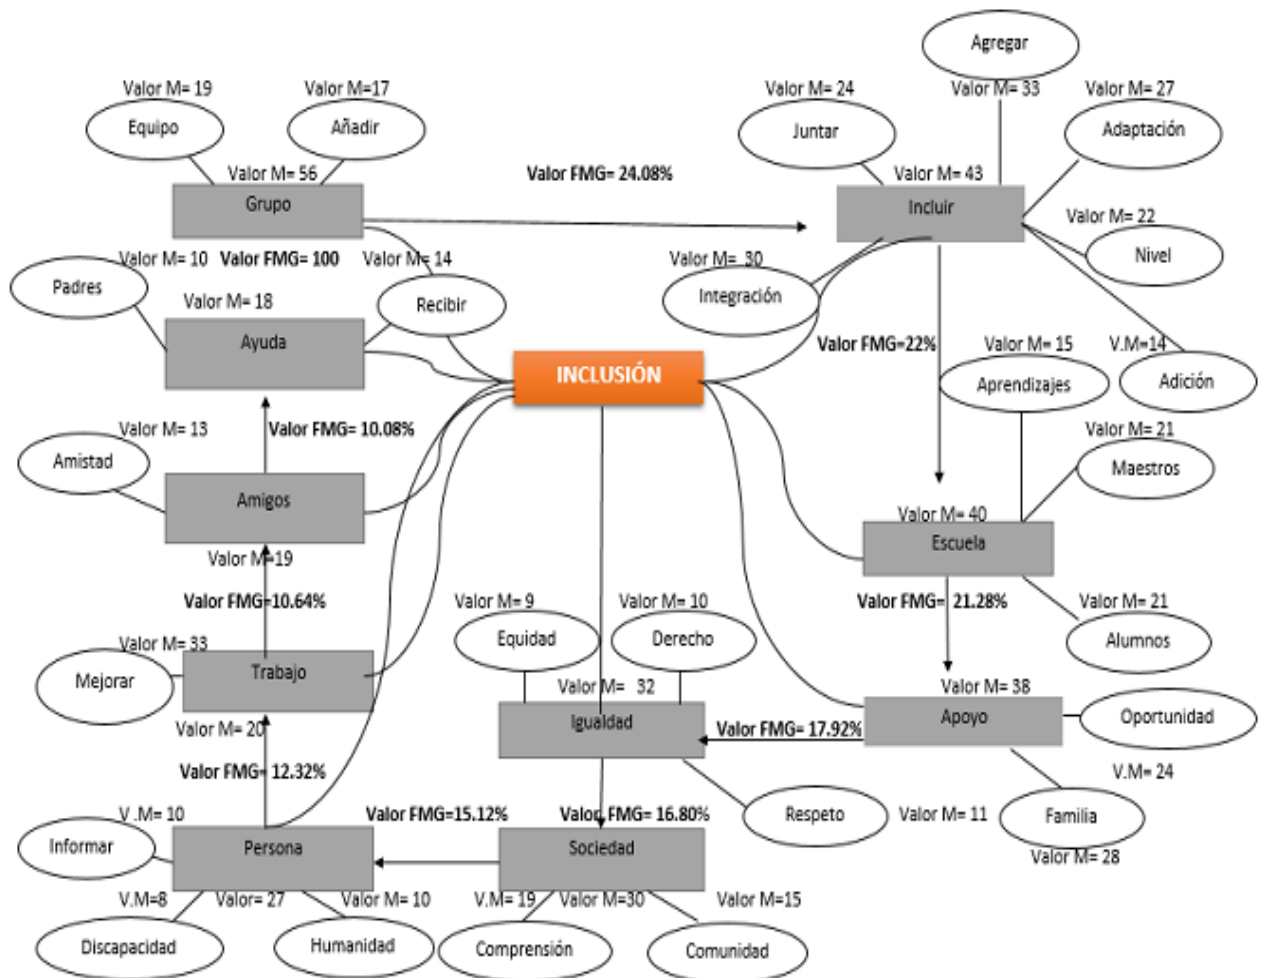 Agregar
Valor M= 19
Valor M=17
Valor M= 24
Valor M= 33
Valor M= 27
Equipo
Añadir
Juntar
Adaptación
Valor M= 56
Valor FMG= 24.08%
Valor M= 43
Grupo
Incluir
Valor M= 22
Valor M= 10
Valor FMG= 100
Valor M= 14
Valor M= 30
Nivel
Padres
Valor M= 18
Recibir
Integración
Ayuda
Valor FMG=22%
Valor M= 15
V.M=14
INCLUSIÓN
Aprendizajes
Adición
Valor M= 13
Valor FMG= 10.08%
Valor M= 21
Amistad
Maestros
Amigos
Valor M= 40
Escuela
Valor M=19
Valor FMG=10.64%
Valor M= 9
Valor M= 10
Valor FMG= 21.28%
Valor M= 21
Equidad
Derecho
Alumnos
Valor M= 33
Mejorar
Trabajo
Valor M= 32
Valor M= 38
Igualdad
Apoyo
Oportunidad
Valor M= 20
Valor FMG= 17.92%
Valor FMG= 12.32%
V.M= 24
V .M= 10
Valor FMG=15.12%
Valor FMG= 16.80%
Respeto
Valor M= 11
Familia
Informar
Persona
Sociedad
Valor M= 28
V.M=8
Valor= 27
Valor M= 10
V.M= 19
Valor M=30
Valor M=15
Discapacidad
Humanidad
Comprensión
Comunidad